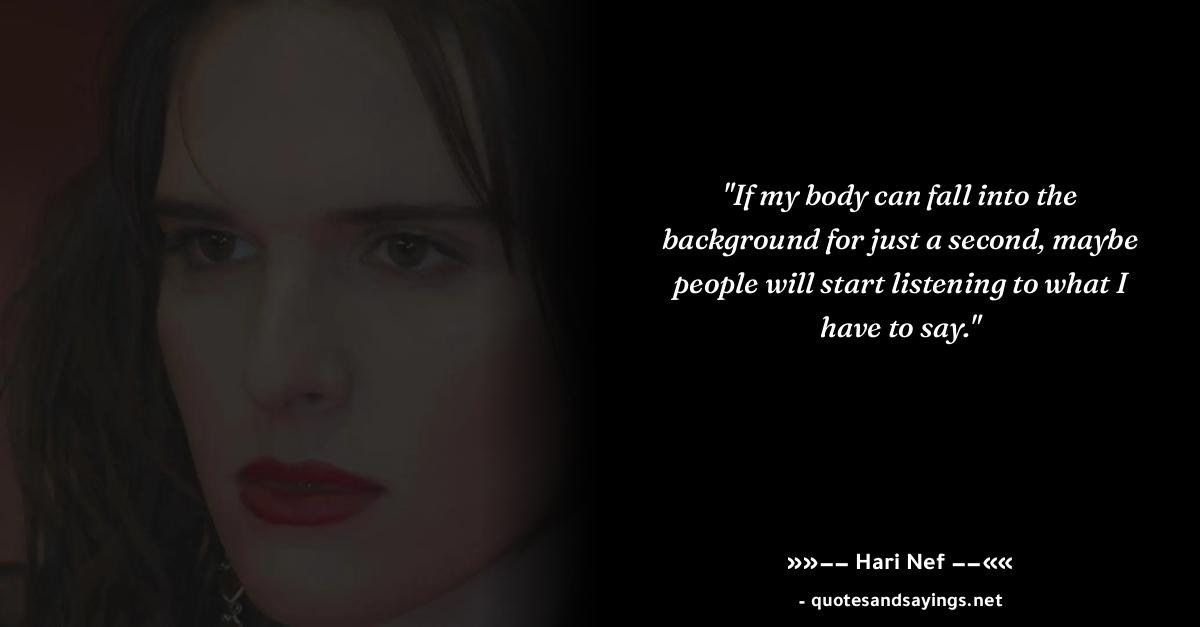 "If my body can fall into the
background for just a second, maybe
people will start listening to what I
have to say."
»»–– Hari Nef ––««
- quotesandsayings.net